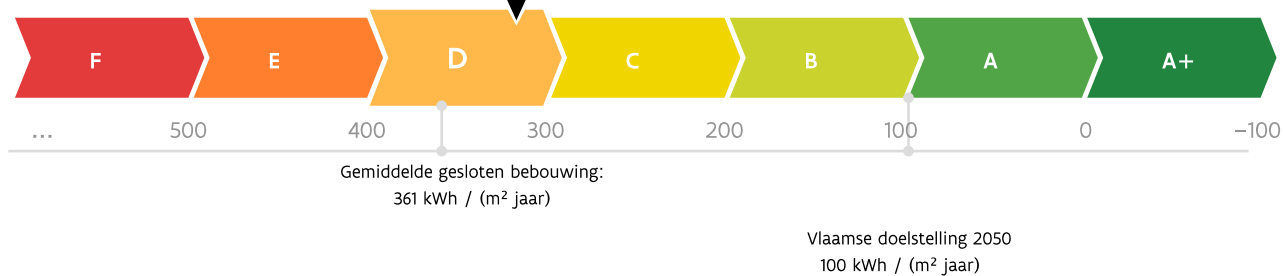 F E D C B A A+
... 500 400 300 200 100 0 −100
Gemiddelde gesloten bebouwing:
361 kWh / (m² jaar)
Vlaamse doelstelling 2050
100 kWh / (m² jaar)